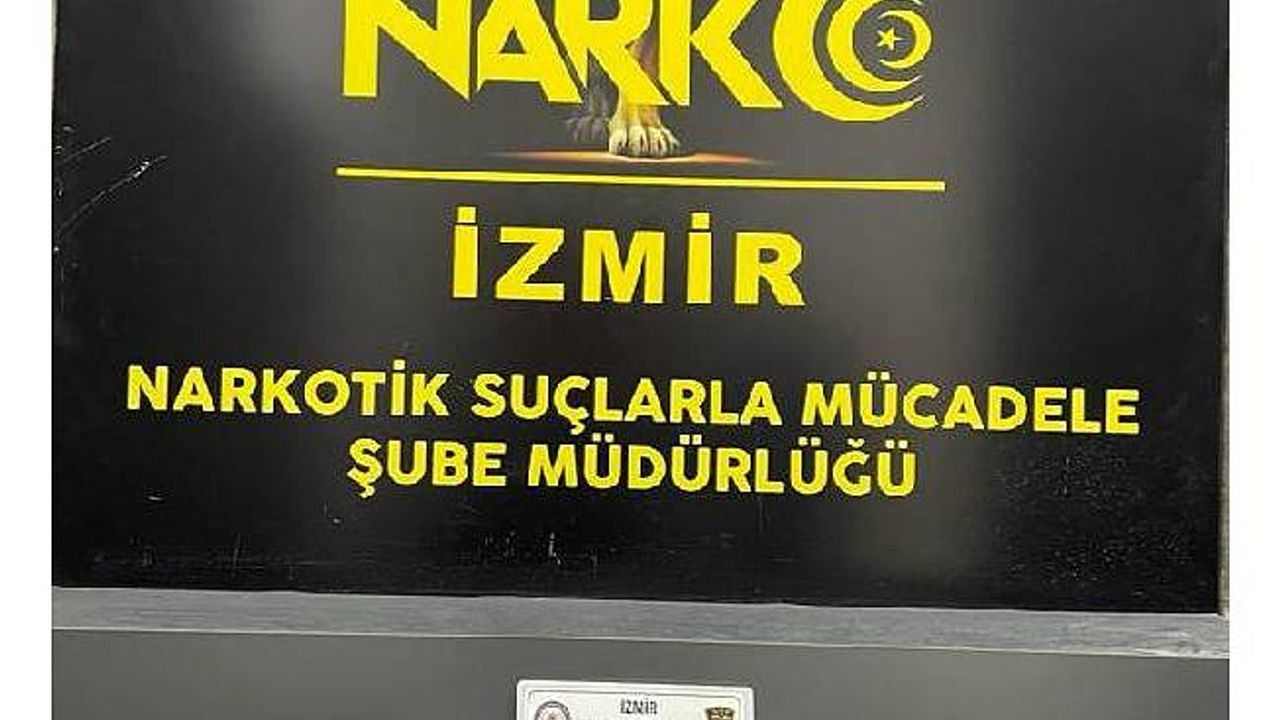 NARKO
İZMİR
NARKOTİK SUÇLARLA MÜCADELE
ŞUBE MÜDÜRLÜĞÜ
İZMİR